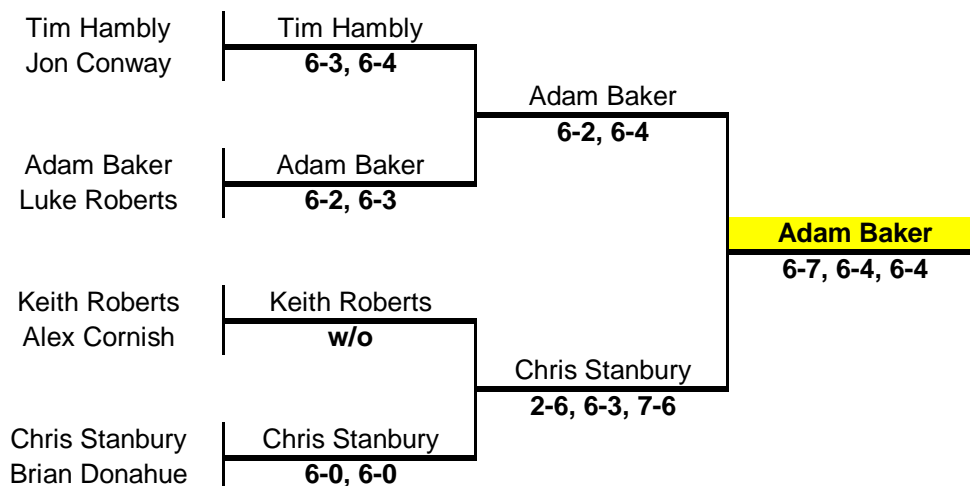 Tim Hambly
Jon Conway
Tim Hambly
6-3, 6-4
Adam Baker
6-2, 6-4
Adam Baker
Luke Roberts
Adam Baker
6-2, 6-3
Adam Baker
6-7, 6-4, 6-4
Keith Roberts
Alex Cornish
Keith Roberts
w/o
Chris Stanbury
2-6, 6-3, 7-6
Chris Stanbury
Brian Donahue
Chris Stanbury
6-0, 6-0